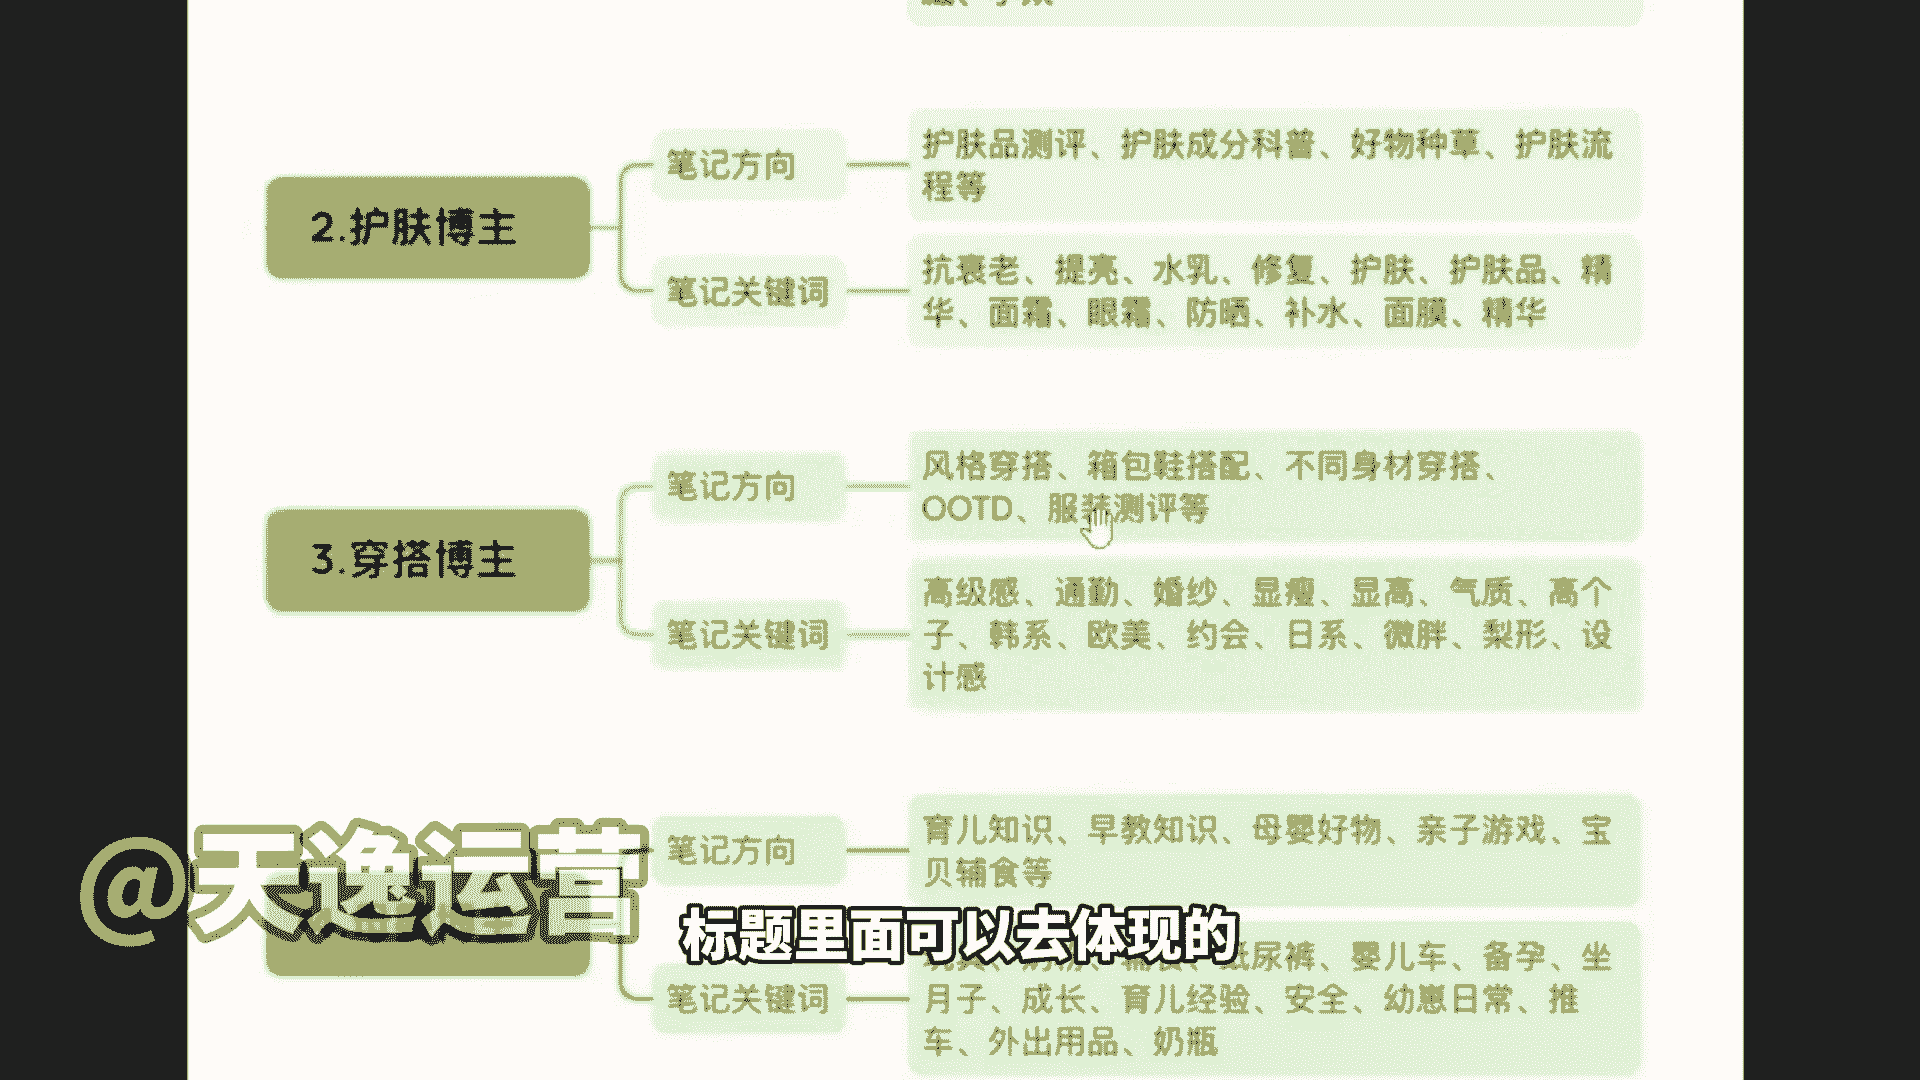 2.护肤博主
笔记方向
护肤品测评、护肤成分科普、好物种草、护肤流
程等
笔记关键词
抗衰老、提亮、水乳、修复、护肤、护肤品、精
华、面霜、眼霜、防晒、补水、面膜、精华
3.穿搭博主
笔记方向
风格穿搭、箱包鞋搭配、不同身材穿搭、
OOTD、服装测评等
笔记关键词
高级感、通勤、婚纱、显瘦、显高、气质、高个
子、韩系、欧美、约会、日系、微胖、梨形、设
计感
笔记方向
育儿知识、早教知识、母婴好物、亲子游戏、宝
贝辅食等
笔记关键词
纸尿裤、婴儿车、备孕、坐
月子、成长、育儿经验、安全、幼崽日常、推
车、外出用品、奶瓶
@天逸运营
标题里面可以去体现的